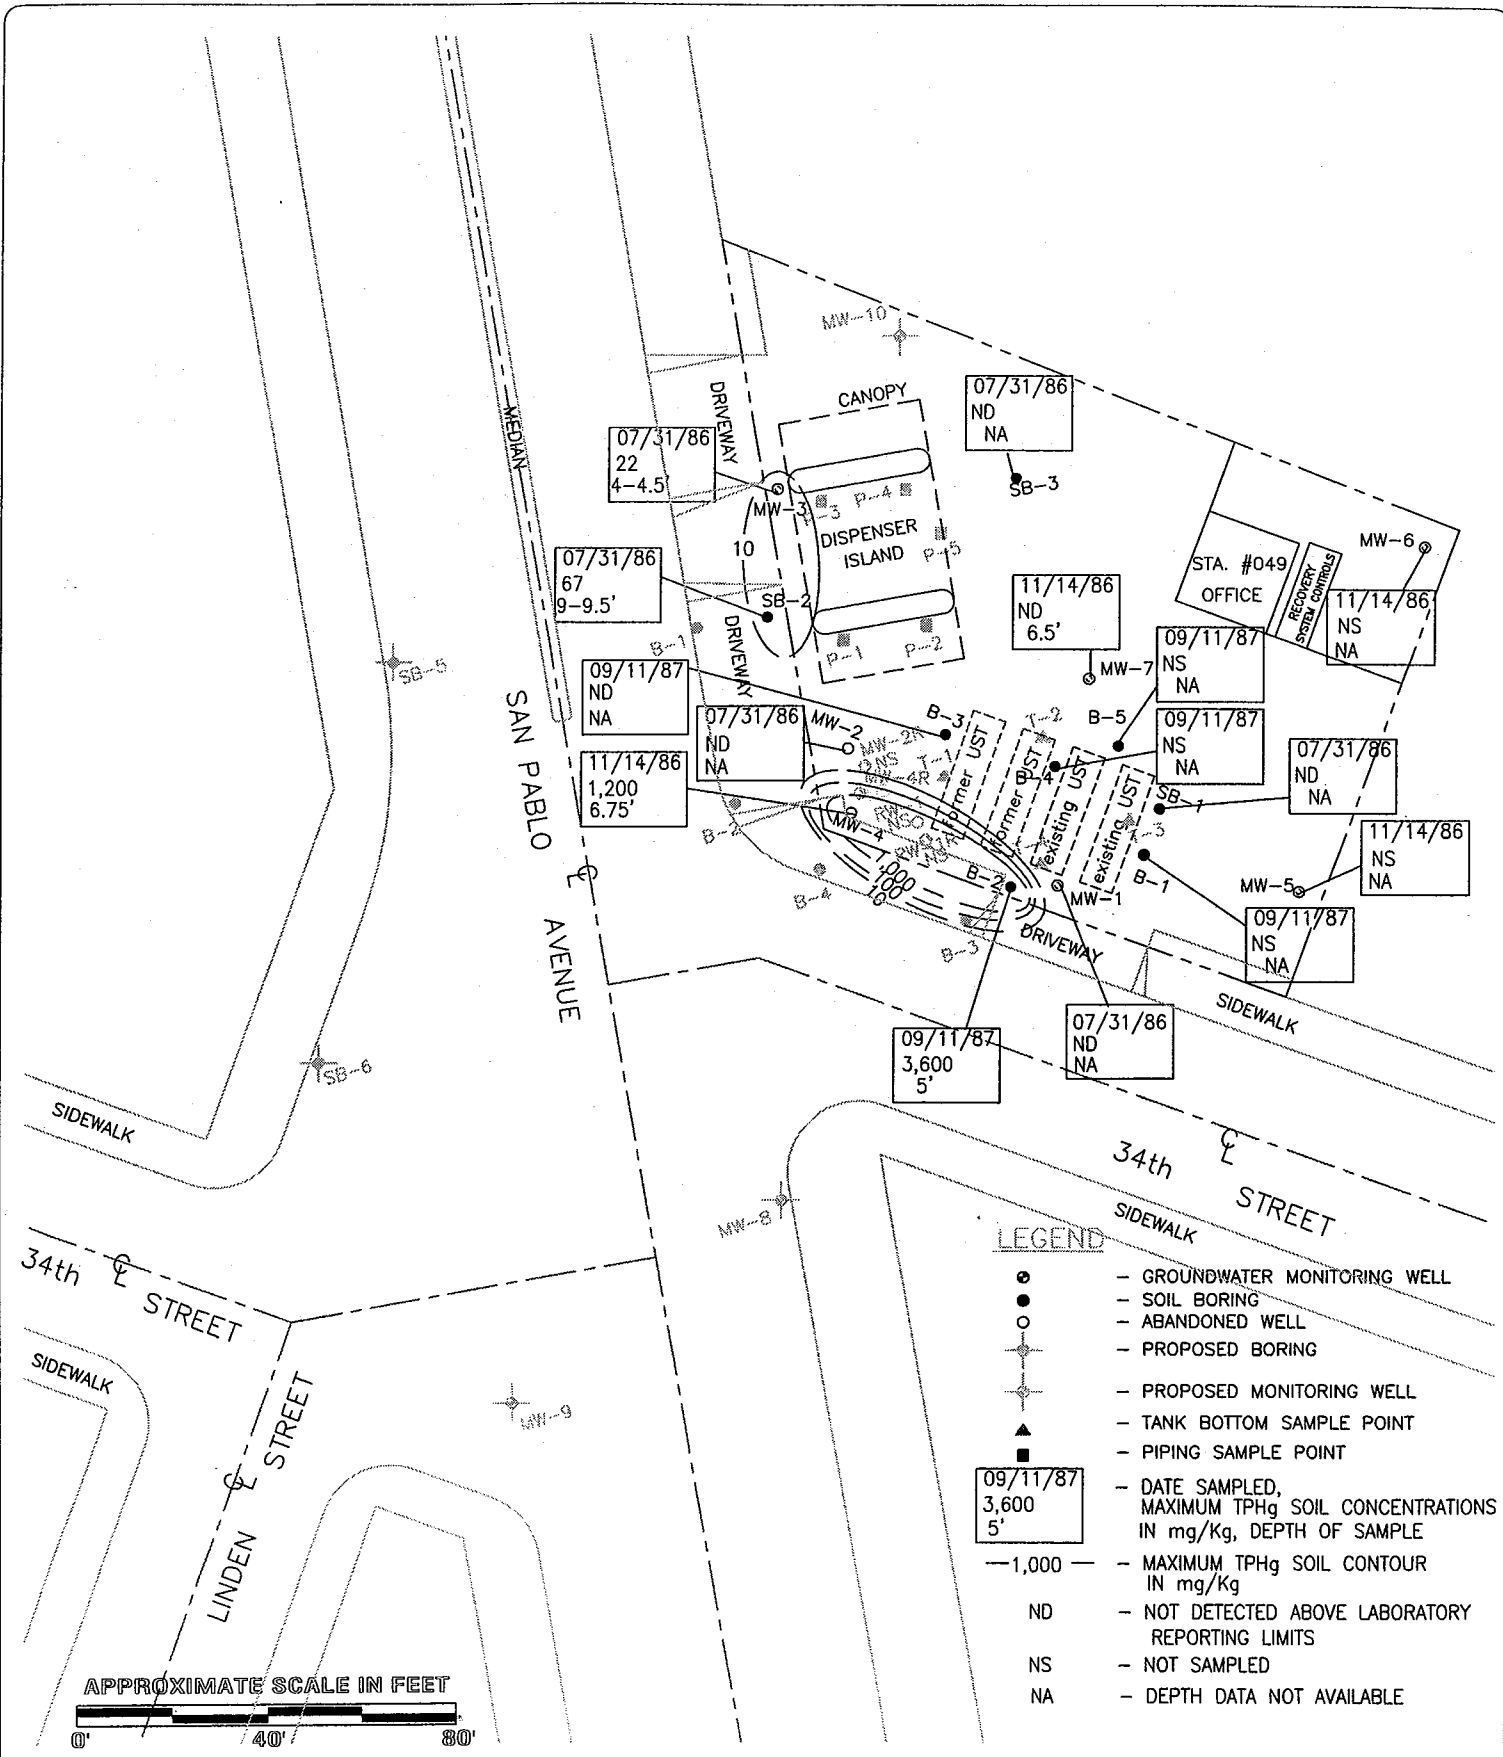 MW-10
CANOPY
07/31/86
ND
NA
SB-3
DRIVEWAY
MEDIAN
07/31/86
22
4-4.5'
MW-3
P-4
DISPENSER
ISLAND
P-5
10
07/31/86
67
9-9.5'
SB-2
P-1
P-2
DRIVEWAY
B-1
SB-5
MW-6
STA. #049
OFFICE
RECOVERY
SYSTEM CONTROLS
11/14/86
NS
NA
11/14/86
ND
6.5'
MW-7
09/11/87
NS
NA
B-5
09/11/87
NS
NA
B-4
09/11/87
ND
NA
B-3
07/31/86
ND
NA
MW-2
MW-2R
NS
T-1
T-2
MW-4R
11/14/86
1,200
6.75'
MW-4
B-2
B-4
former UST
former UST
existing UST
existing UST
SB-1
07/31/86
ND
NA
11/14/86
NS
NA
MW-5
B-1
09/11/87
NS
NA
1,000
100
10
B-2
MW-1
B-3
DRIVEWAY
SAN PABLO
℄
AVENUE
SIDEWALK
09/11/87
3,600
5'
07/31/86
ND
NA
SB-6
SIDEWALK
34th
℄
STREET
SIDEWALK
MW-8
34th
℄
STREET
SIDEWALK
MW-9
LINDEN
℄
STREET
LEGEND
- GROUNDWATER MONITORING WELL
- SOIL BORING
- ABANDONED WELL
- PROPOSED BORING
- PROPOSED MONITORING WELL
- TANK BOTTOM SAMPLE POINT
- PIPING SAMPLE POINT
09/11/87
3,600
5'
- DATE SAMPLED,
MAXIMUM TPHg SOIL CONCENTRATIONS
IN mg/Kg, DEPTH OF SAMPLE
—1,000 — - MAXIMUM TPHg SOIL CONTOUR
IN mg/Kg
ND - NOT DETECTED ABOVE LABORATORY
REPORTING LIMITS
NS - NOT SAMPLED
NA - DEPTH DATA NOT AVAILABLE
APPROXIMATE SCALE IN FEET
0' 40' 80'